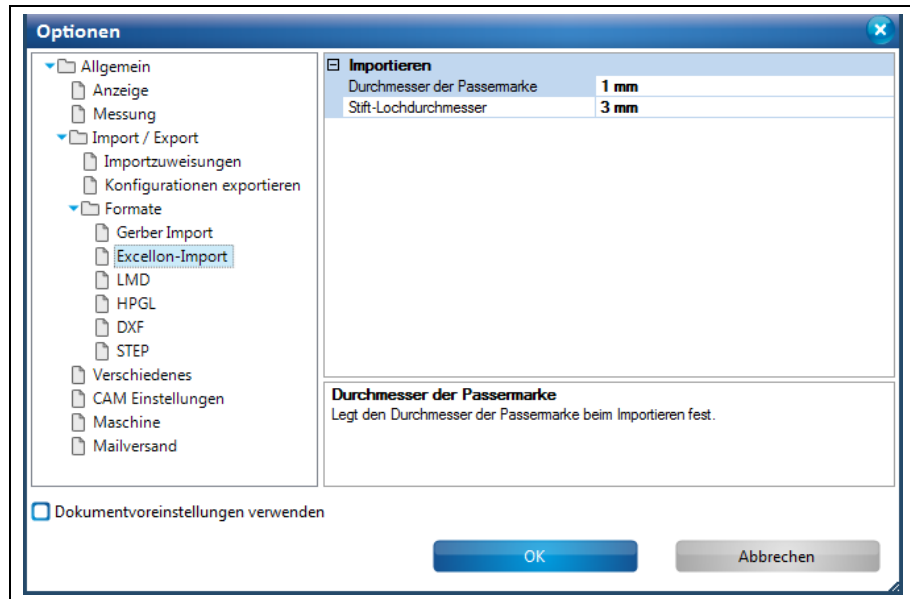 Optionen
Allgemein
Anzeige
Messung
Import / Export
Importzuweisungen
Konfigurationen exportieren
Formate
Gerber Import
Excellon-Import
LMD
HPGL
DXF
STEP
Verschiedenes
CAM Einstellungen
Maschine
Mailversand
Importieren
Durchmesser der Passermarke 1 mm
Stift-Lochdurchmesser 3 mm
Durchmesser der Passermarke
Legt den Durchmesser der Passermarke beim Importieren fest.
Dokumentvoreinstellungen verwenden
OK Abbrechen